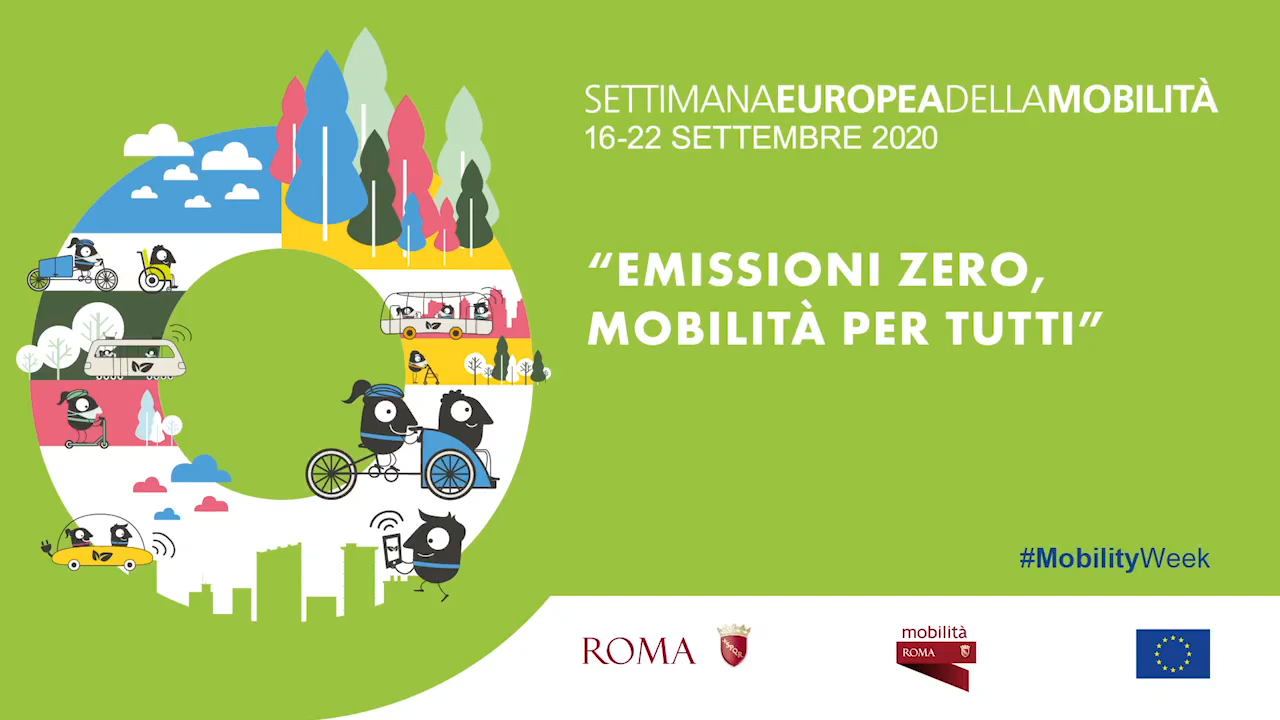 SETTIMANAEUROPEADELLAMOBILITÀ
16-22 SETTEMBRE 2020
“EMISSIONI ZERO,
MOBILITÀ PER TUTTI”
#MobilityWeek
ROMA
mobilità
ROMA